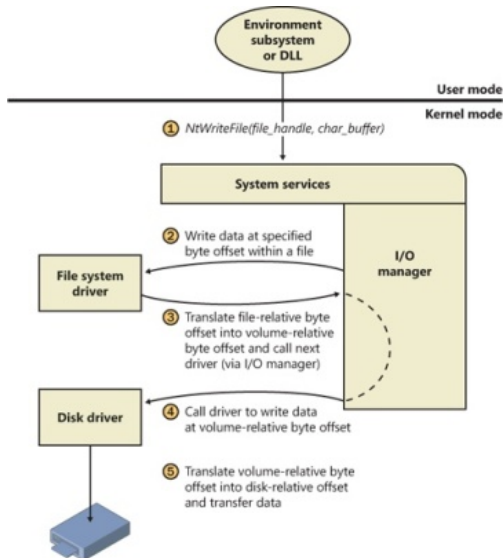 Environment
subsystem
or DLL
User mode
Kernel mode
1 NtWriteFile(file_handle, char_buffer)
System services
2 Write data at specified
byte offset within a file
I/O
manager
File system
driver
3 Translate file-relative byte
offset into volume-relative
byte offset and call next
driver (via I/O manager)
Disk driver
4 Call driver to write data
at volume-relative byte offset
5 Translate volume-relative byte
offset into disk-relative offset
and transfer data